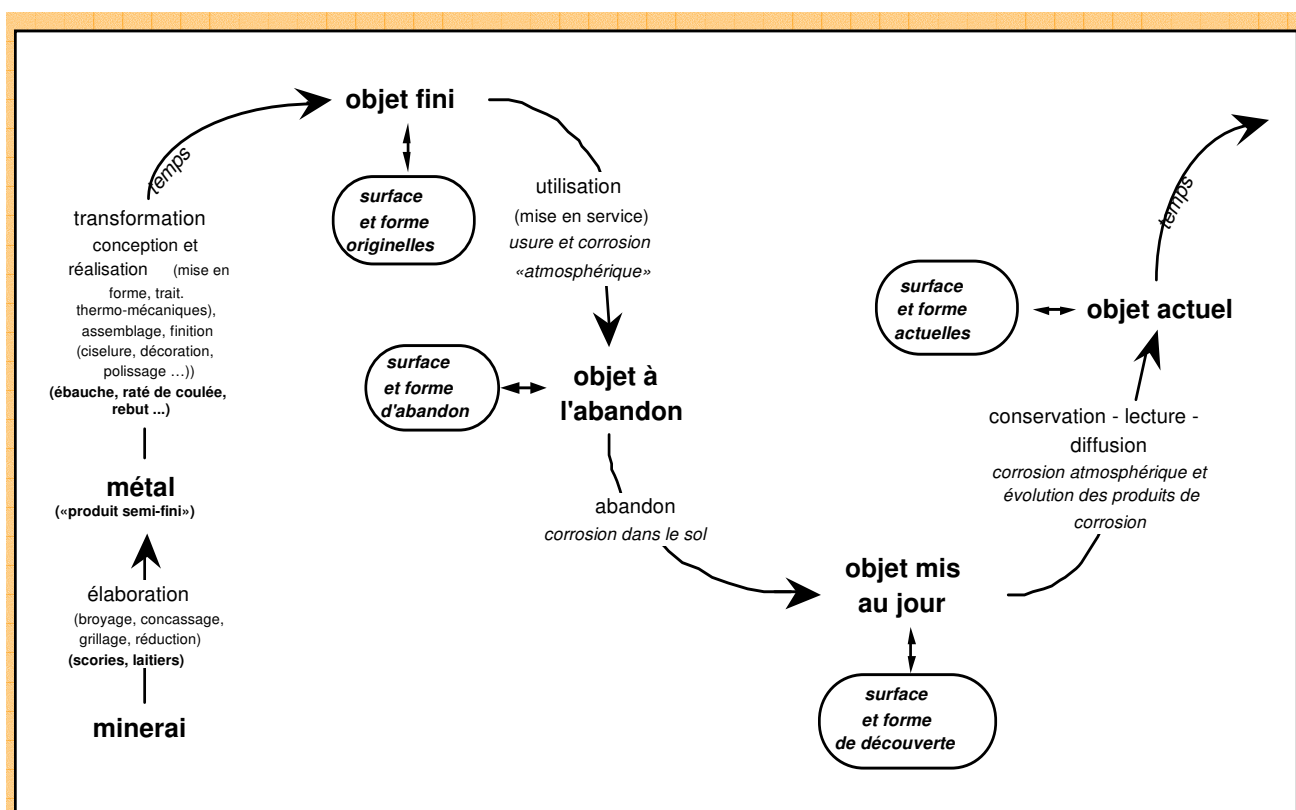 objet fini
temps
surface
et forme
originelles
transformation
conception et
réalisation (mise en
forme, trait.
thermo-mécaniques),
assemblage, finition
(ciselure, décoration,
polissage ...))
(ébauche, raté de coulée,
rebut ...)
métal
(«produit semi-fini»)
élaboration
(broyage, concassage,
grillage, réduction)
(scories, laitiers)
minerai
utilisation
(mise en service)
usure et corrosion
«atmosphérique»
surface
et forme
d'abandon
objet à
l'abandon
abandon
corrosion dans le sol
objet mis
au jour
surface
et forme
de découverte
conservation - lecture -
diffusion
corrosion atmosphérique et
évolution des produits de
corrosion
surface
et forme
actuelles
objet actuel
temps